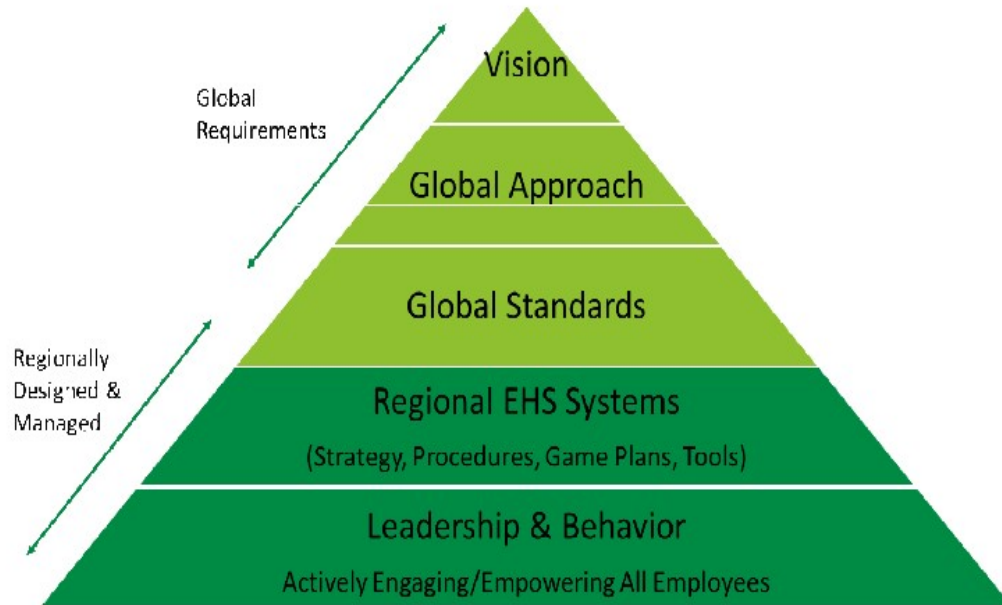 Vision
Global
Requirements
Global Approach
Global Standards
Regionally
Designed &
Managed
Regional EHS Systems
(Strategy, Procedures, Game Plans, Tools)
Leadership & Behavior
Actively Engaging/Empowering All Employees